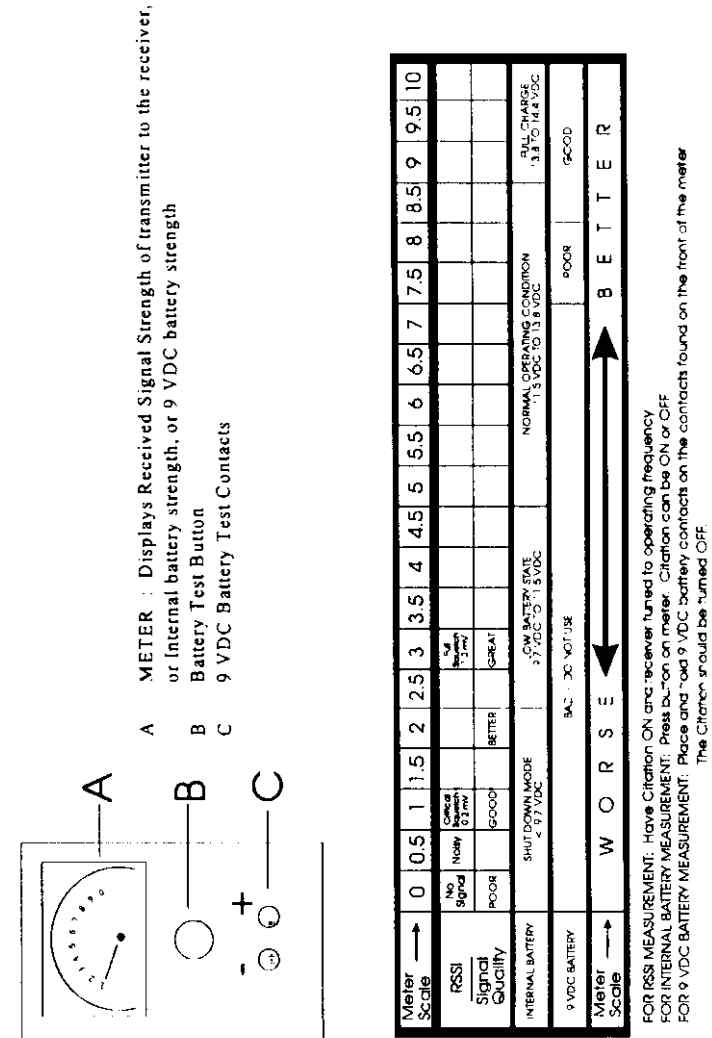 A METER : Displays Received Signal Strength of transmitter to the receiver,
or Internal battery strength, or 9 VDC battery strength
B Battery Test Button
C 9 VDC Battery Test Contacts
A
B
C
- +
Meter Scale 0 0.5 1 1.5 2 2.5 3 3.5 4 4.5 5 5.5 6 6.5 7 7.5 8 8.5 9 9.5 10
RSSI No Signal Noisy Critical Squelch 0.2 mV Full Squelch
Signal Quality POOR GOOD BETTER GREAT
INTERNAL BATTERY SHUT DOWN MODE LOW BATTERY STATE NORMAL OPERATING CONDITION FULL CHARGE
< 9.7 VDC 9.7 VDC TO 11.5 VDC 11.5 VDC TO 13.8 VDC 13.8 TO 14.4 VDC
9 VDC BATTERY BAD - DO NOT USE POOR GOOD
Meter Scale WORSE BETTER
FOR RSSI MEASUREMENT: Have Citation ON and receiver tuned to operating frequency
FOR INTERNAL BATTERY MEASUREMENT: Press button on meter. Citation can be ON or OFF
FOR 9 VDC BATTERY MEASUREMENT: Place and hold 9 VDC battery contacts on the contacts found on the front of the meter
The Citation should be turned OFF.